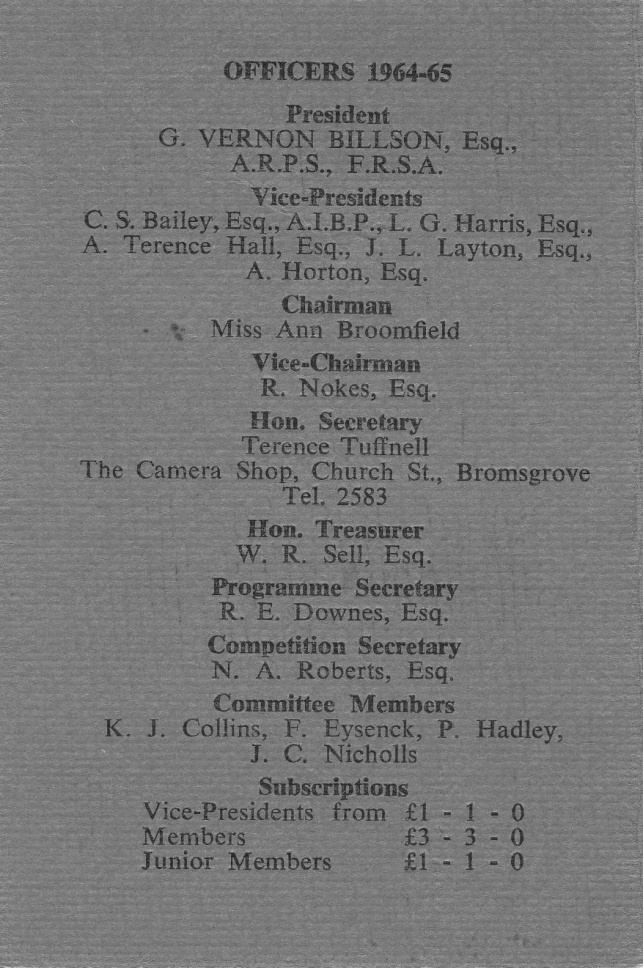 OFFICERS 1964-65
President
G. VERNON BILLSON, Esq.,
A.R.P.S., F.R.S.A.
Vice-Presidents
C. S. Bailey, Esq., A.I.B.P., L. G. Harris, Esq.,
A. Terence Hall, Esq., J. L. Layton, Esq.,
A. Horton, Esq.
Chairman
Miss Ann Broomfield
Vice-Chairman
R. Nokes, Esq.
Hon. Secretary
Terence Tuffnell
The Camera Shop, Church St., Bromsgrove
Tel. 2583
Hon. Treasurer
W. R. Sell, Esq.
Programme Secretary
R. E. Downes, Esq.
Competition Secretary
N. A. Roberts, Esq.
Committee Members
K. J. Collins, F. Eysenck, P. Hadley,
J. C. Nicholls
Subscriptions
Vice-Presidents from £1 - 1 - 0
Members £3 - 3 - 0
Junior Members £1 - 1 - 0